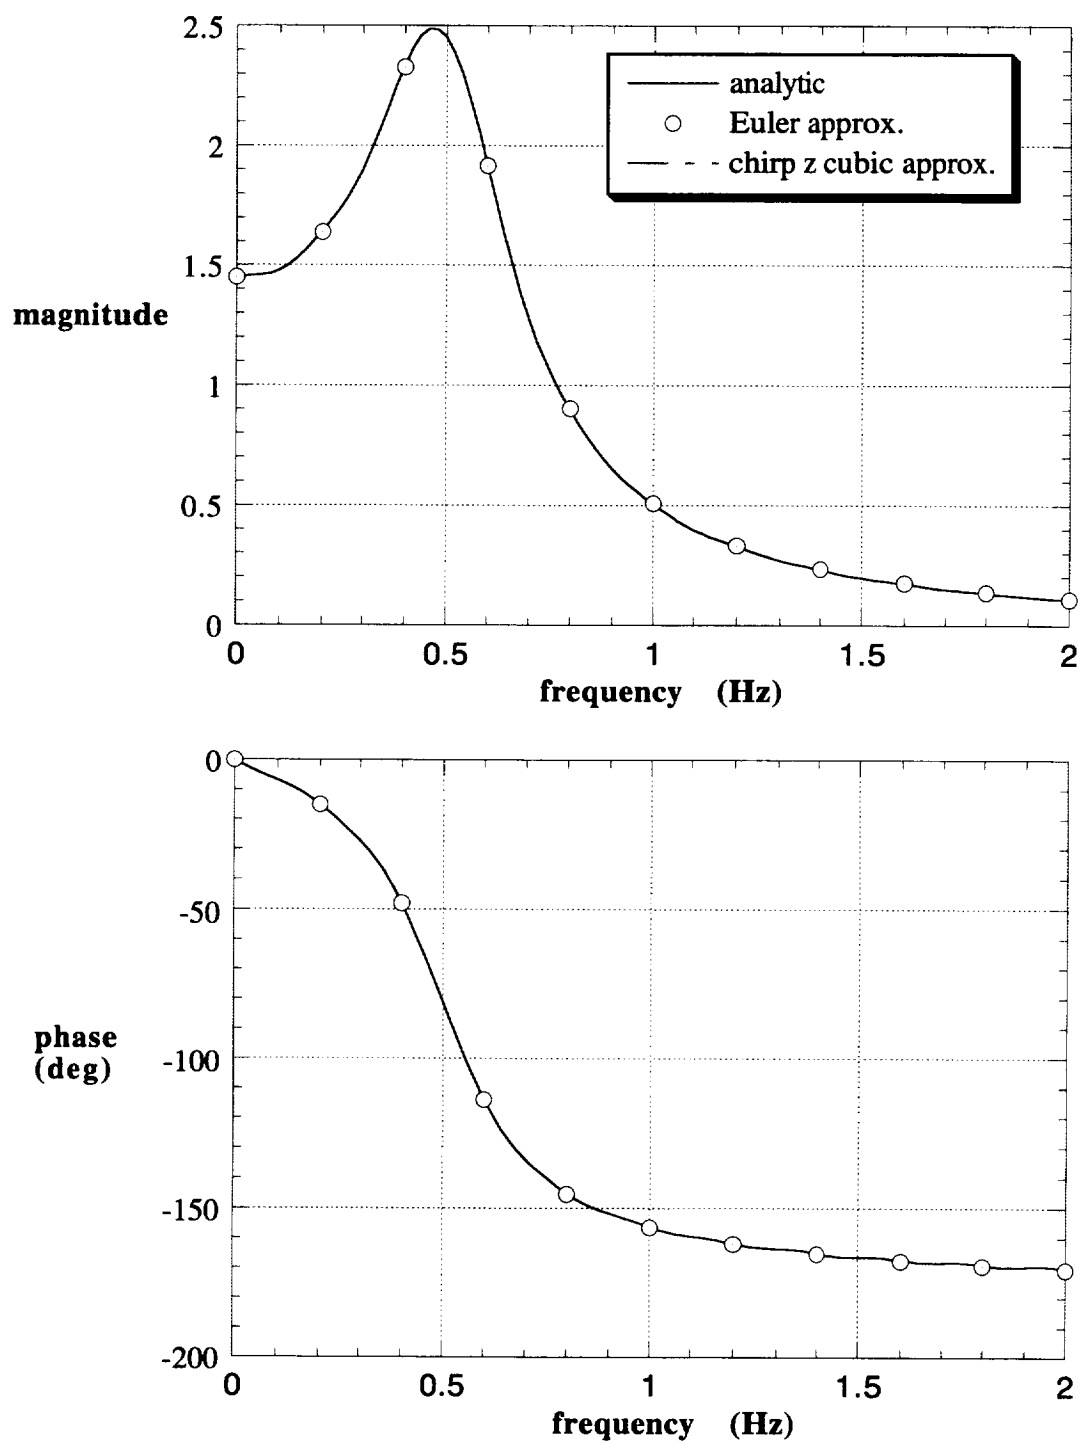 2.5
analytic
Euler approx.
chirp z cubic approx.
2
1.5
magnitude
1
0.5
0
0 0.5 1 1.5 2
frequency (Hz)
0
-50
phase
(deg)
-100
-150
-200
0 0.5 1 1.5 2
frequency (Hz)